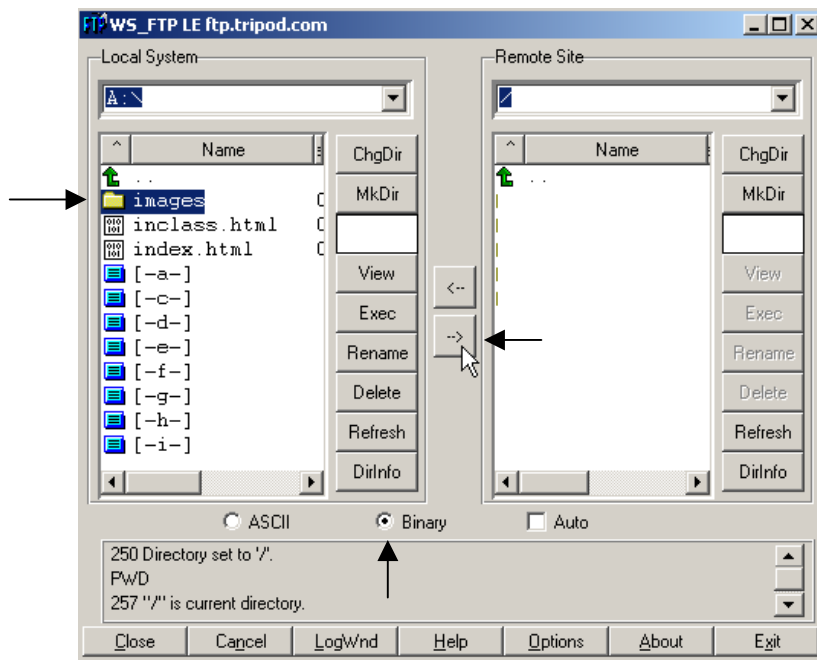 WS_FTP LE ftp.tripod.com
Local System
A:\
^ Name
..
images
inclass.html
index.html
[-a-]
[-c-]
[-d-]
[-e-]
[-f-]
[-g-]
[-h-]
[-i-]
ChgDir
MkDir
View
Exec
Rename
Delete
Refresh
DirInfo
<--
-->
Remote Site
/
^ Name
..
ChgDir
MkDir
View
Exec
Rename
Delete
Refresh
DirInfo
ASCII Binary Auto
250 Directory set to '/'.
PWD
257 "/" is current directory.
Close Cancel LogWnd Help Options About Exit